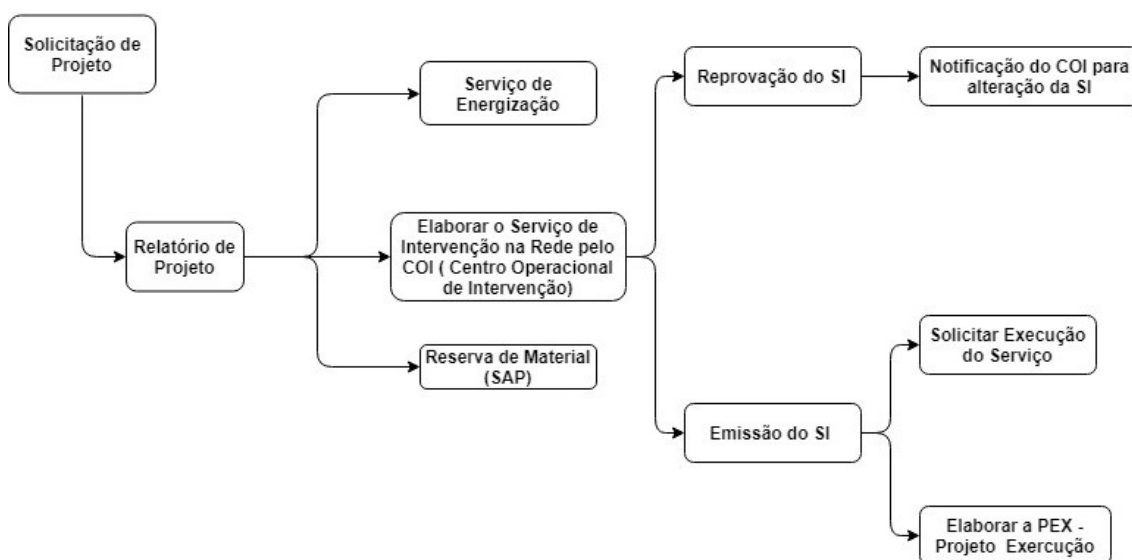 Solicitação de
Projeto
Relatório de
Projeto
Serviço de
Energização
Elaborar o Serviço de
Intervenção na Rede pelo
COI ( Centro Operacional
de Intervenção)
Reserva de Material
(SAP)
Reprovação do SI
Notificação do COI para
alteração da SI
Emissão do SI
Solicitar Execução
do Serviço
Elaborar a PEX -
Projeto Exercução